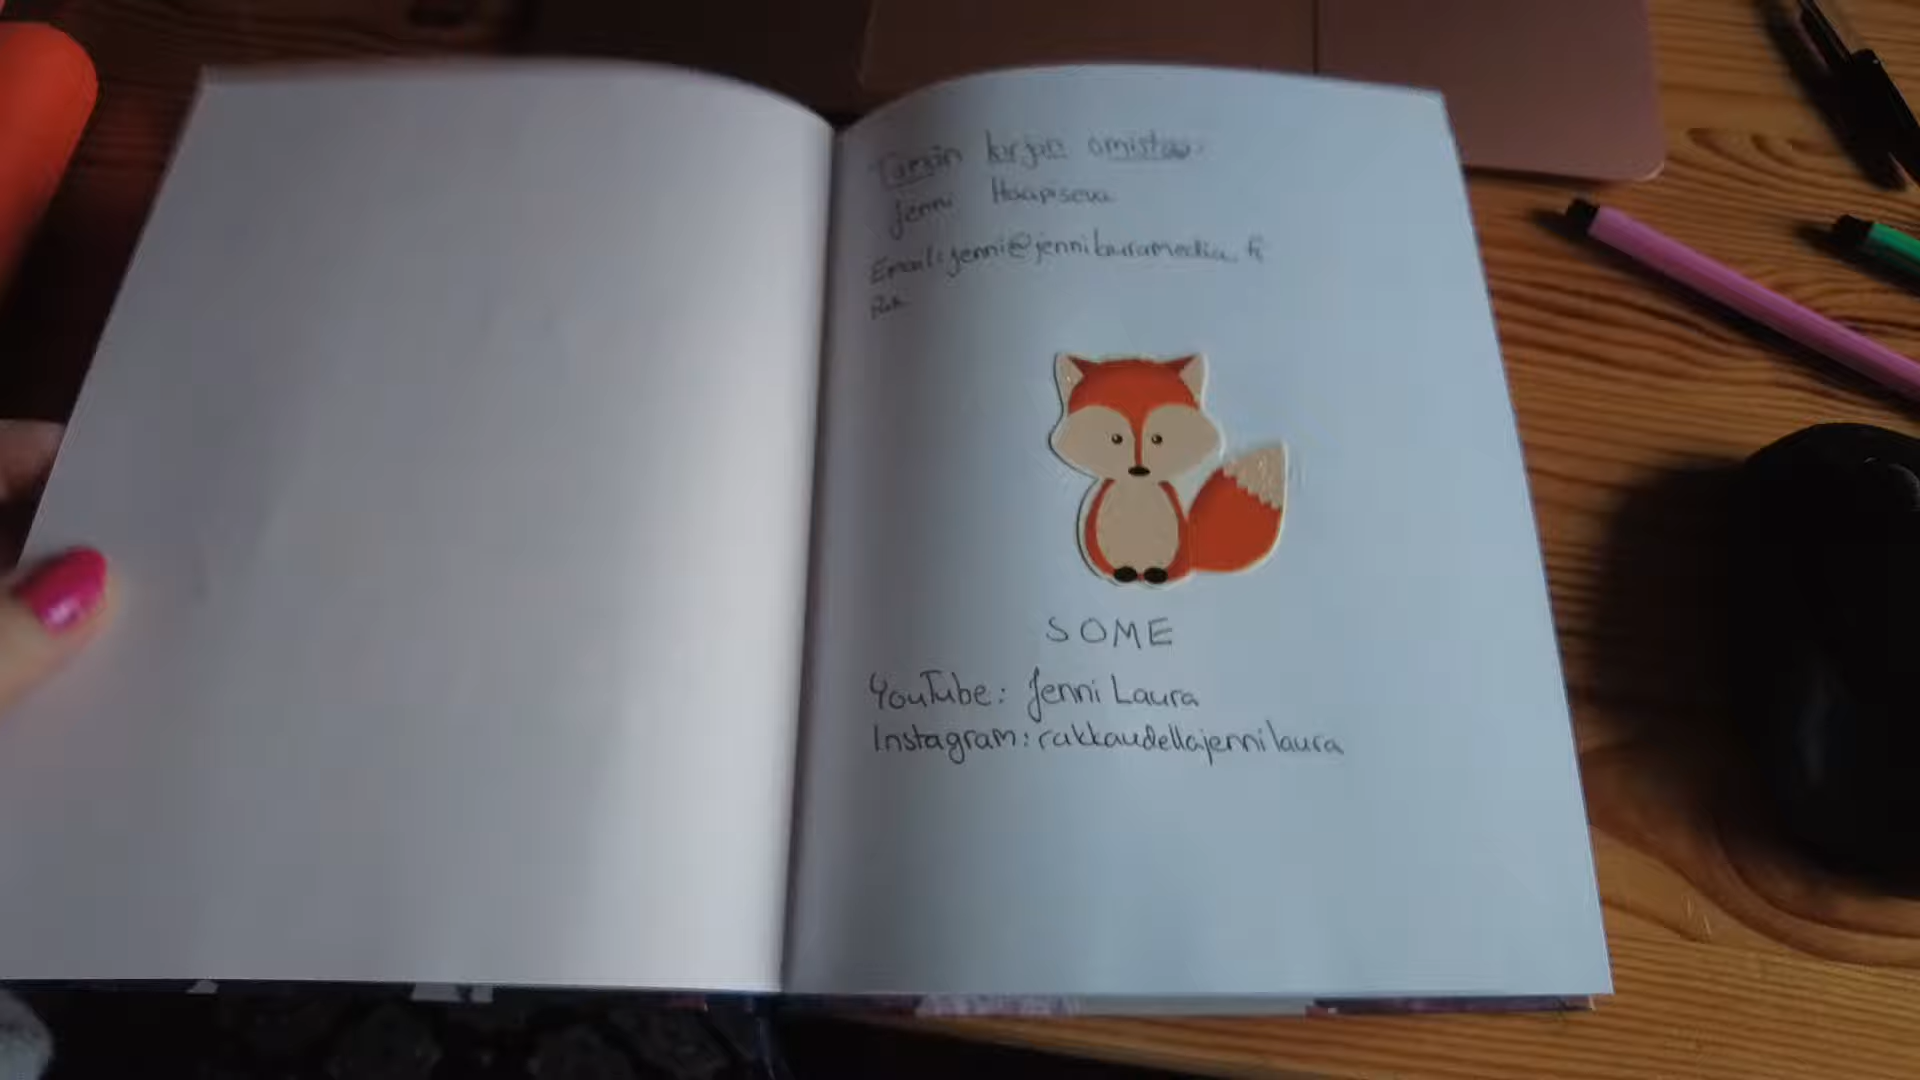 Tämän kirjan omistaa:
Jenni
Email: jenni@jennilauramedia.fi
SOME
YouTube: Jenni Laura
Instagram: rakkaudellajennilaura